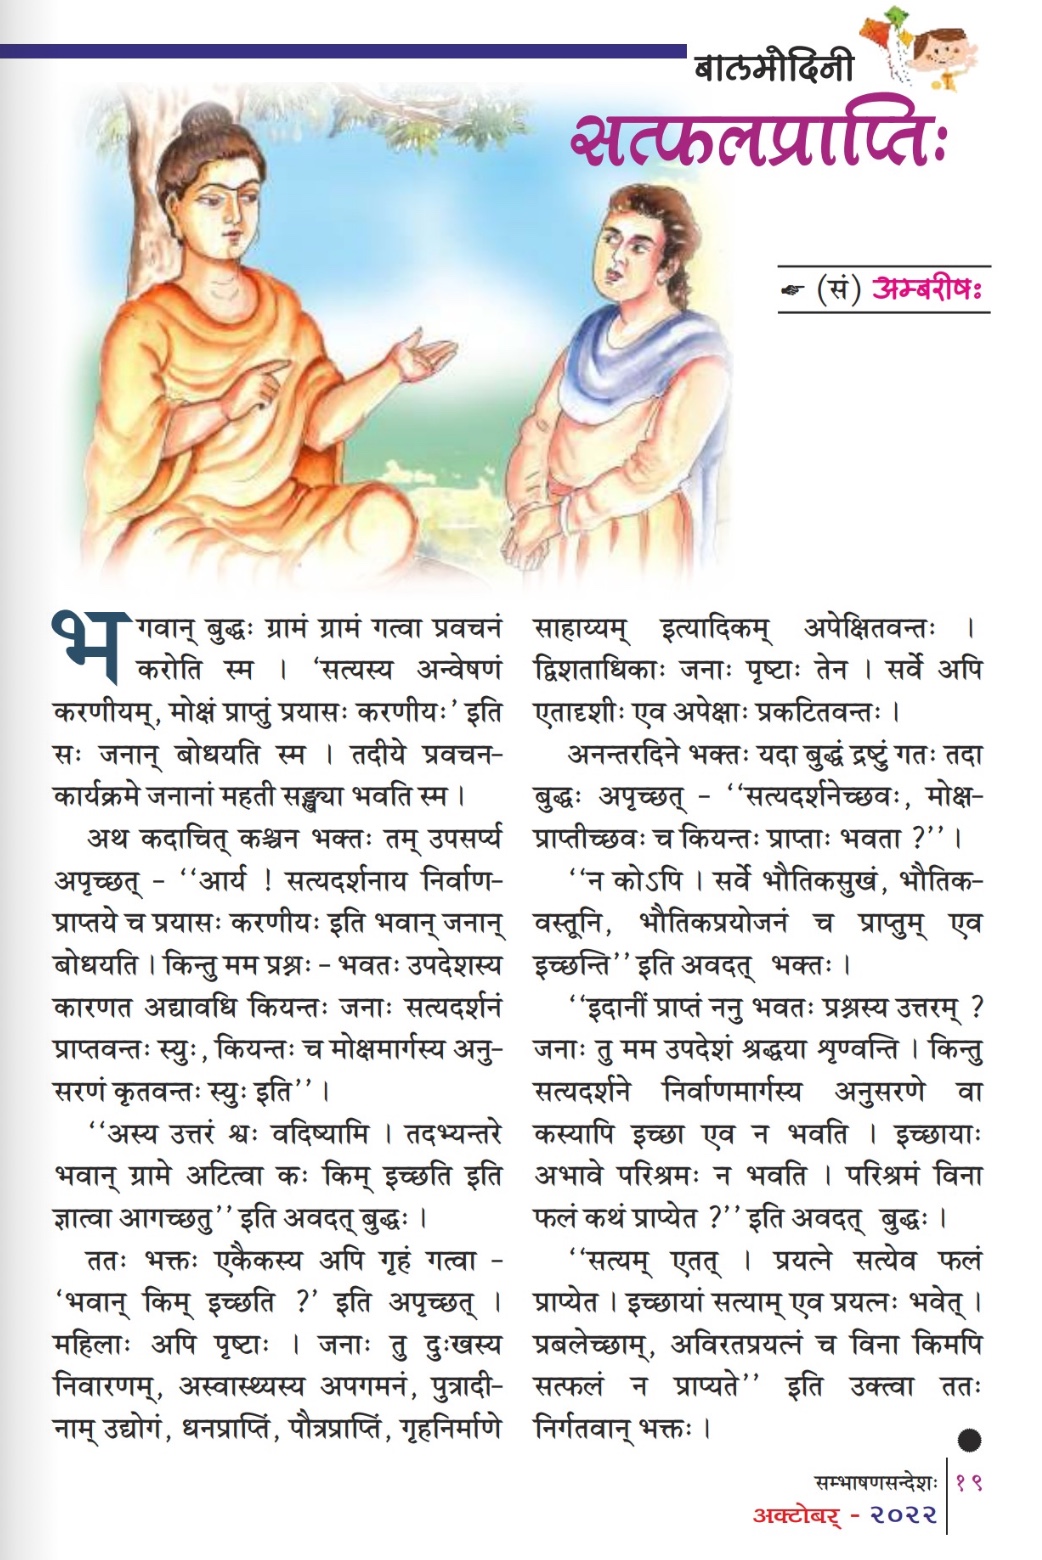 बालमोदिनी
सत्फलप्राप्तिः
☛ (सं) अम्बरीषः
भगवान् बुद्धः ग्रामं ग्रामं गत्वा प्रवचनं
करोति स्म । ‘सत्यस्य अन्वेषणं
करणीयम्, मोक्षं प्राप्तुं प्रयासः करणीयः’ इति
सः जनान् बोधयति स्म । तदीये प्रवचन-
कार्यक्रमे जनानां महती सङ्ख्या भवति स्म ।
अथ कदाचित् कश्चन भक्तः तम् उपसर्प्य
अपृच्छत् - ‘‘आर्य ! सत्यदर्शनाय निर्वाण-
प्राप्तये च प्रयासः करणीयः इति भवान् जनान्
बोधयति । किन्तु मम प्रश्नः - भवतः उपदेशस्य
कारणत अद्यावधि कियन्तः जनाः सत्यदर्शनं
प्राप्तवन्तः स्युः, कियन्तः च मोक्षमार्गस्य अनु-
सरणं कृतवन्तः स्युः इति’’ ।
‘‘अस्य उत्तरं श्वः वदिष्यामि । तदभ्यन्तरे
भवान् ग्रामे अटित्वा कः किम् इच्छति इति
ज्ञात्वा आगच्छतु’’ इति अवदत् बुद्धः ।
ततः भक्तः एकैकस्य अपि गृहं गत्वा -
‘भवान् किम् इच्छति ?’ इति अपृच्छत् ।
महिलाः अपि पृष्टाः । जनाः तु दुःखस्य
निवारणम्, अस्वास्थ्यस्य अपगमनं, पुत्रादी-
नाम् उद्योगं, धनप्राप्तिं, पौत्रप्राप्तिं, गृहनिर्माणे
साहाय्यम् इत्यादिकम् अपेक्षितवन्तः ।
द्विशताधिकाः जनाः पृष्टाः तेन । सर्वे अपि
एतादृशीः एव अपेक्षाः प्रकटितवन्तः ।
अनन्तरदिने भक्तः यदा बुद्धं द्रष्टुं गतः तदा
बुद्धः अपृच्छत् - ‘‘सत्यदर्शनेच्छवः, मोक्ष-
प्राप्तीच्छवः च कियन्तः प्राप्ताः भवता ?’’ ।
‘‘न कोऽपि । सर्वे भौतिकसुखं, भौतिक-
वस्तूनि, भौतिकप्रयोजनं च प्राप्तुम् एव
इच्छन्ति’’ इति अवदत् भक्तः ।
‘‘इदानीं प्राप्तं ननु भवतः प्रश्नस्य उत्तरम् ?
जनाः तु मम उपदेशं श्रद्धया शृण्वन्ति । किन्तु
सत्यदर्शने निर्वाणमार्गस्य अनुसरणे वा
कस्यापि इच्छा एव न भवति । इच्छायाः
अभावे परिश्रमः न भवति । परिश्रमं विना
फलं कथं प्राप्येत ?’’ इति अवदत् बुद्धः ।
‘‘सत्यम् एतत् । प्रयत्ने सत्येव फलं
प्राप्येत । इच्छायां सत्याम् एव प्रयत्नः भवेत् ।
प्रबलेच्छाम्, अविरतप्रयत्नं च विना किमपि
सत्फलं न प्राप्यते’’ इति उक्त्वा ततः
निर्गतवान् भक्तः ।
सम्भाषणसन्देशः १९
अक्टोबर् - २०२२